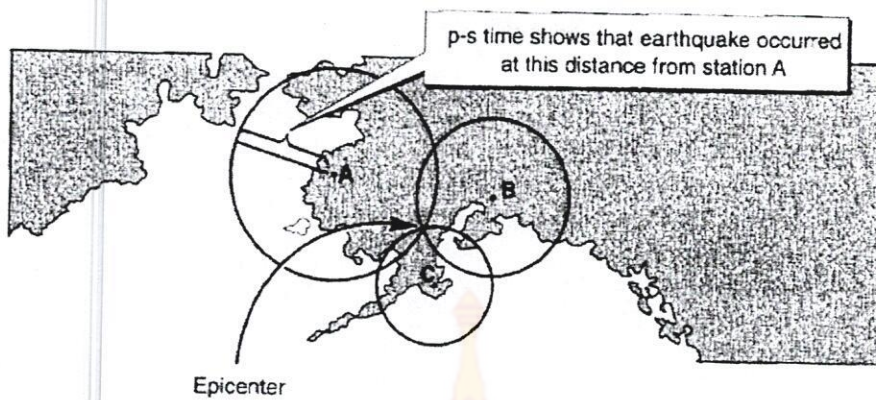 p-s time shows that earthquake occurred
at this distance from station A
A
B
C
Epicenter